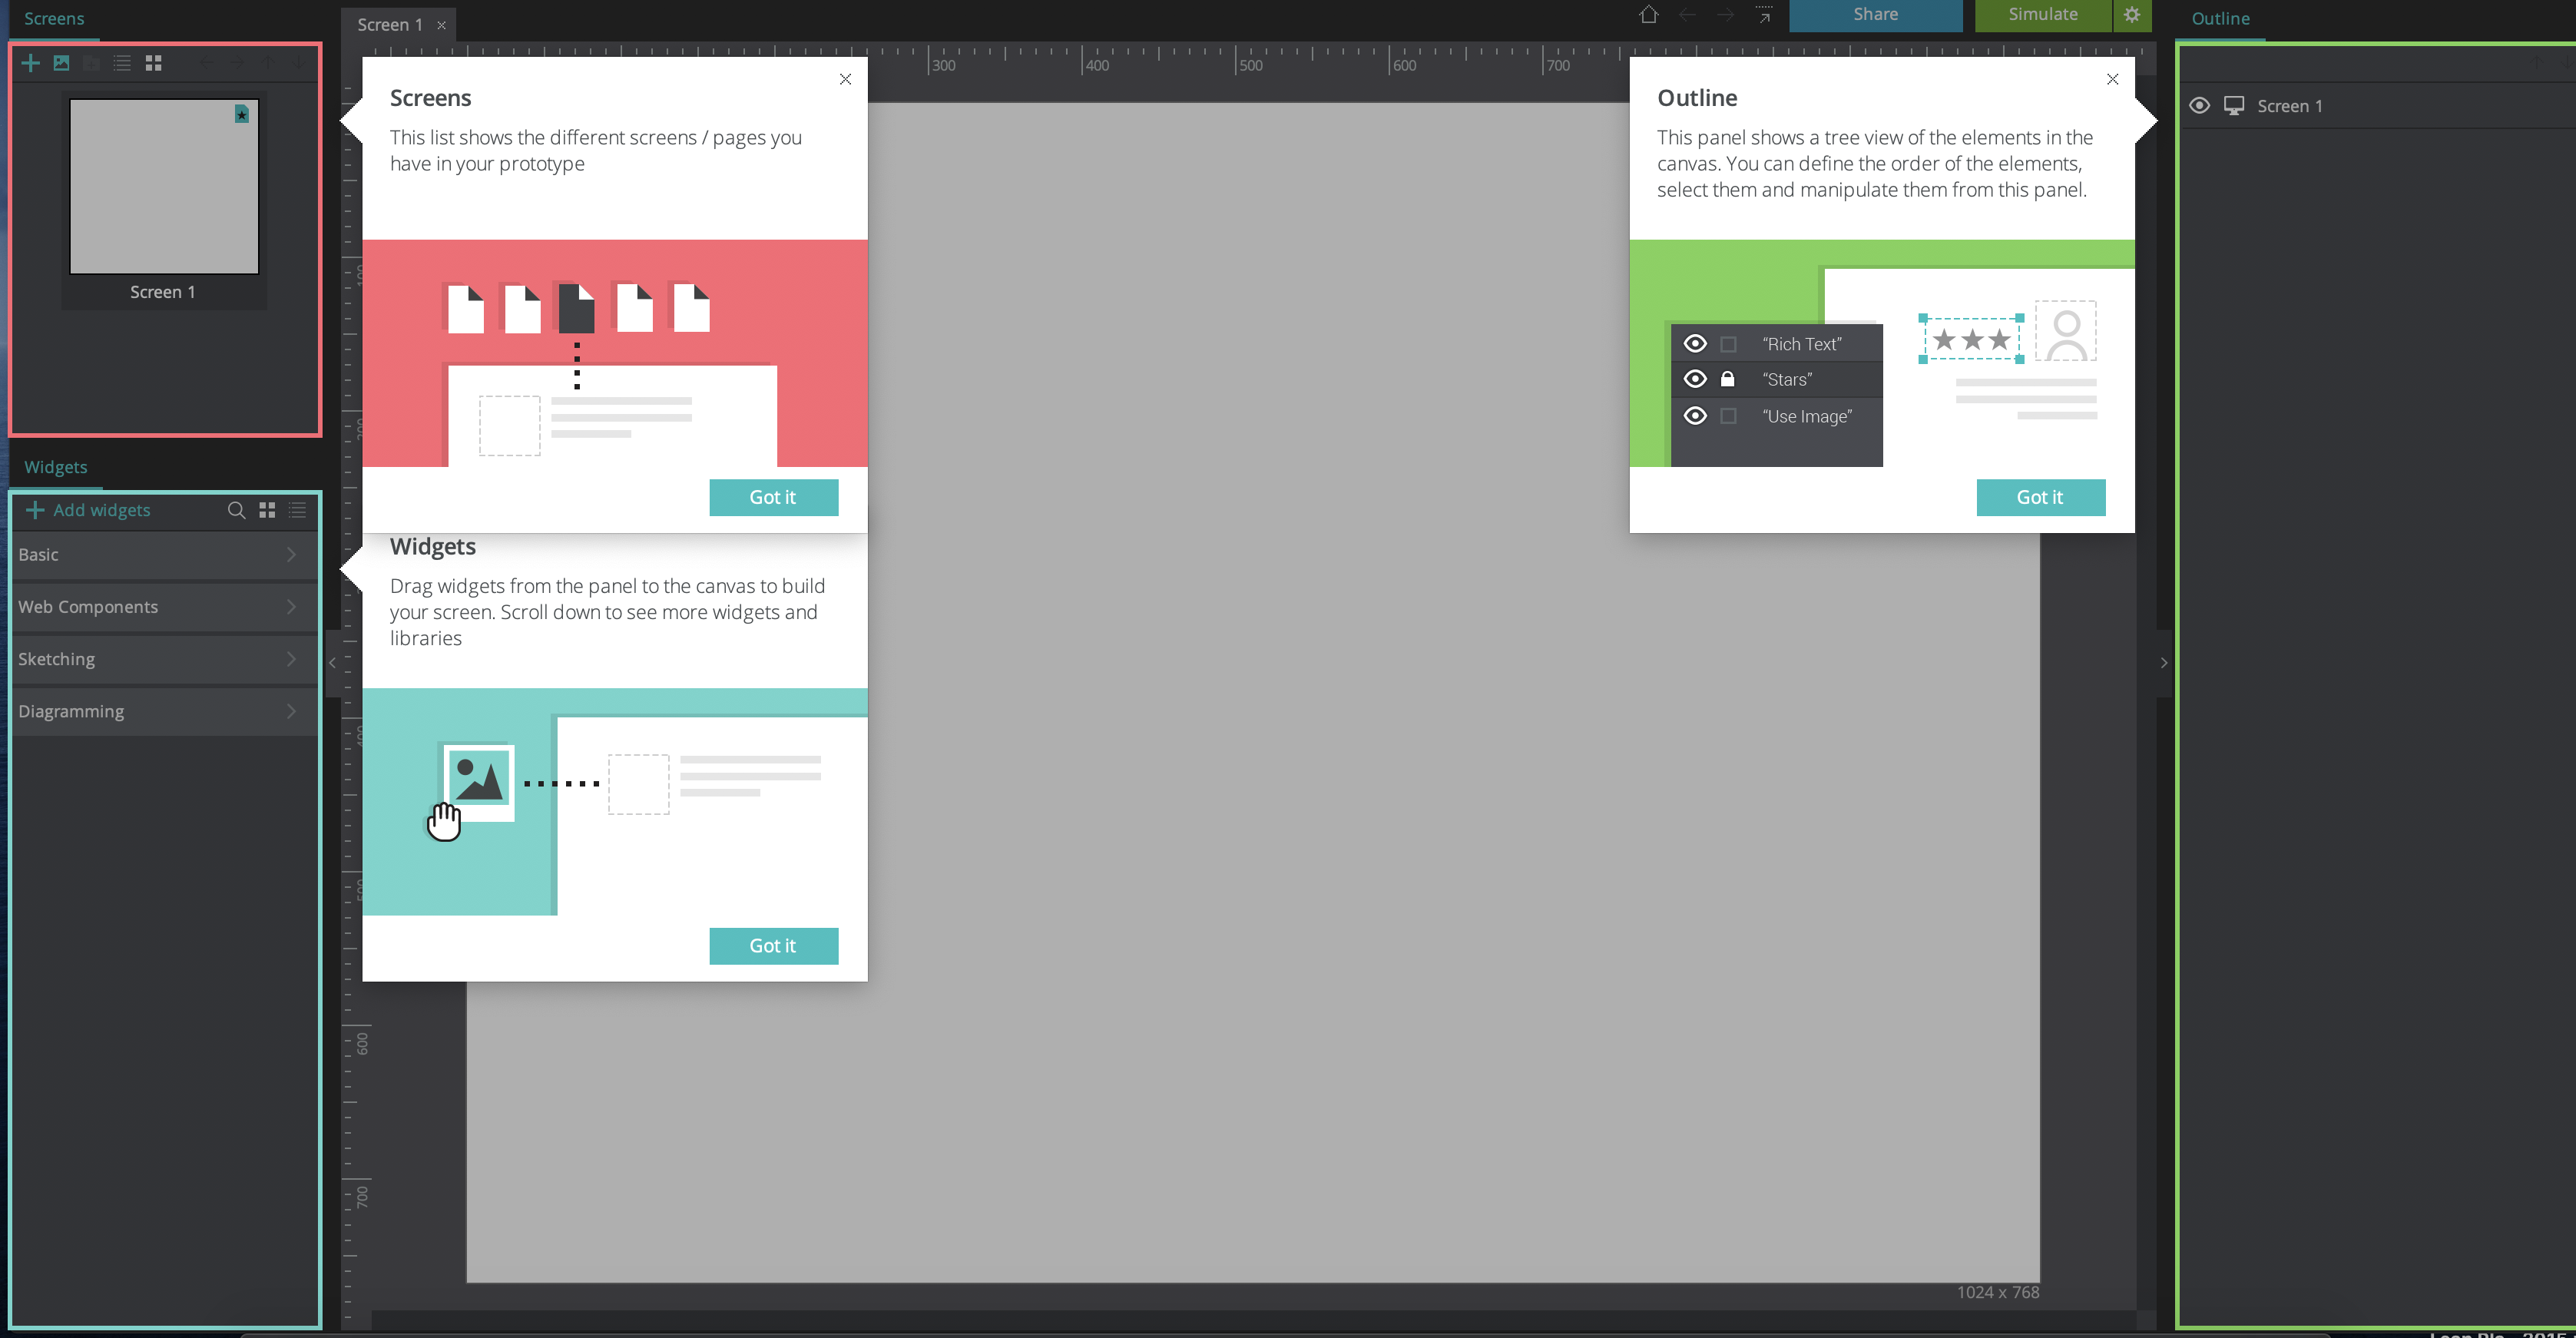 Screens
Screen 1
Share
Simulate
Outline
300
400
500
600
700
Screen 1
Screens
This list shows the different screens / pages you
have in your prototype
Got it
Outline
This panel shows a tree view of the elements in the
canvas. You can define the order of the elements,
select them and manipulate them from this panel.
“Rich Text”
“Stars”
“Use Image”
Got it
Screen 1
Widgets
Add widgets
Basic
Web Components
Sketching
Diagramming
Widgets
Drag widgets from the panel to the canvas to build
your screen. Scroll down to see more widgets and
libraries
Got it
600
700
1024 x 768